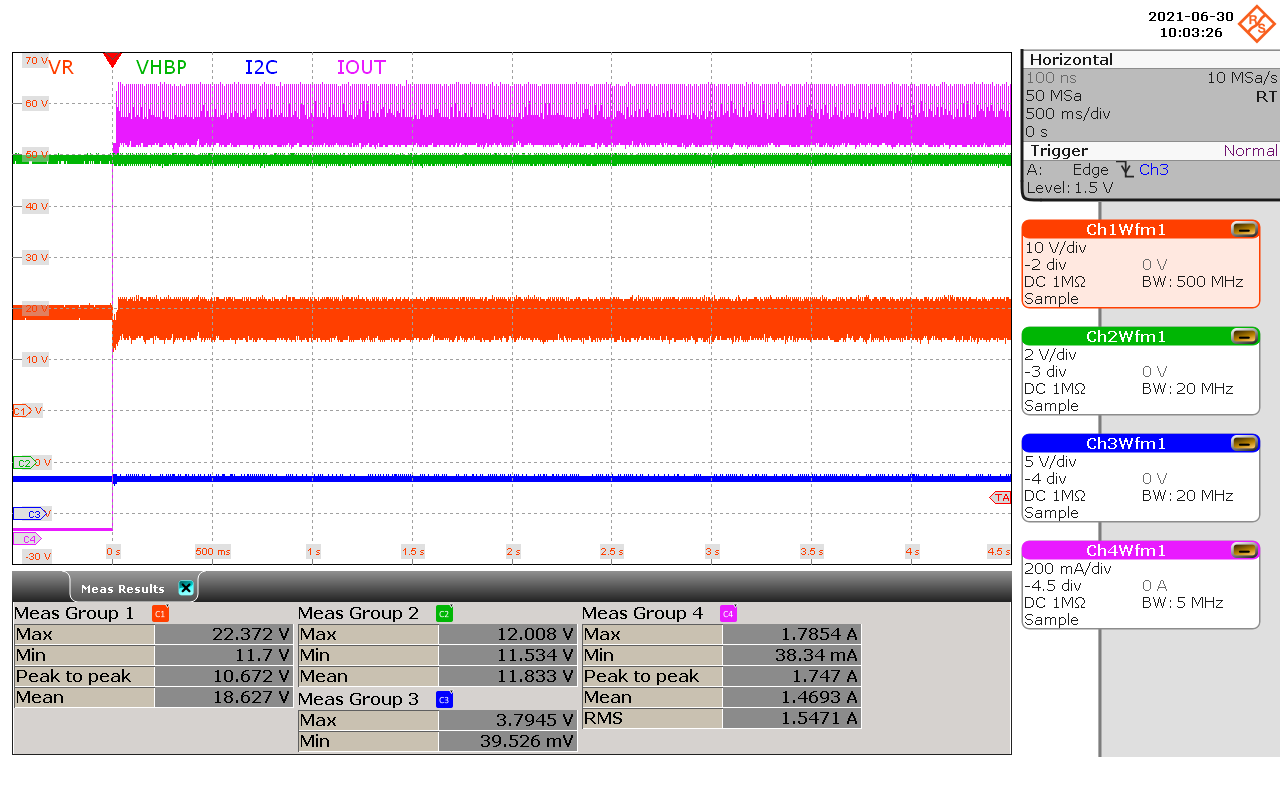 2021-06-30
10:03:26
R S
VR VHBP I2C IOUT
70 V
60 V
50 V
40 V
30 V
20 V
10 V
C1 V
C2 0 V
C3 V
C4
-30 V
TA
0 s 500 ms 1 s 1.5 s 2 s 2.5 s 3 s 3.5 s 4 s 4.5 s
Horizontal
100 ns 10 MSa/s
50 MSa RT
500 ms/div
0 s
Trigger Normal
A: Edge Ch3
Level: 1.5 V
Ch1Wfm1
10 V/div
-2 div 0 V
DC 1MΩ BW: 500 MHz
Sample
Ch2Wfm1
2 V/div
-3 div 0 V
DC 1MΩ BW: 20 MHz
Sample
Ch3Wfm1
5 V/div
-4 div 0 V
DC 1MΩ BW: 20 MHz
Sample
Ch4Wfm1
200 mA/div
-4.5 div 0 A
DC 1MΩ BW: 5 MHz
Sample
Meas Results
Meas Group 1 C1
Max 22.372 V
Min 11.7 V
Peak to peak 10.672 V
Mean 18.627 V
Meas Group 2 C2
Max 12.008 V
Min 11.534 V
Mean 11.833 V
Meas Group 3 C3
Max 3.7945 V
Min 39.526 mV
Meas Group 4 C4
Max 1.7854 A
Min 38.34 mA
Peak to peak 1.747 A
Mean 1.4693 A
RMS 1.5471 A